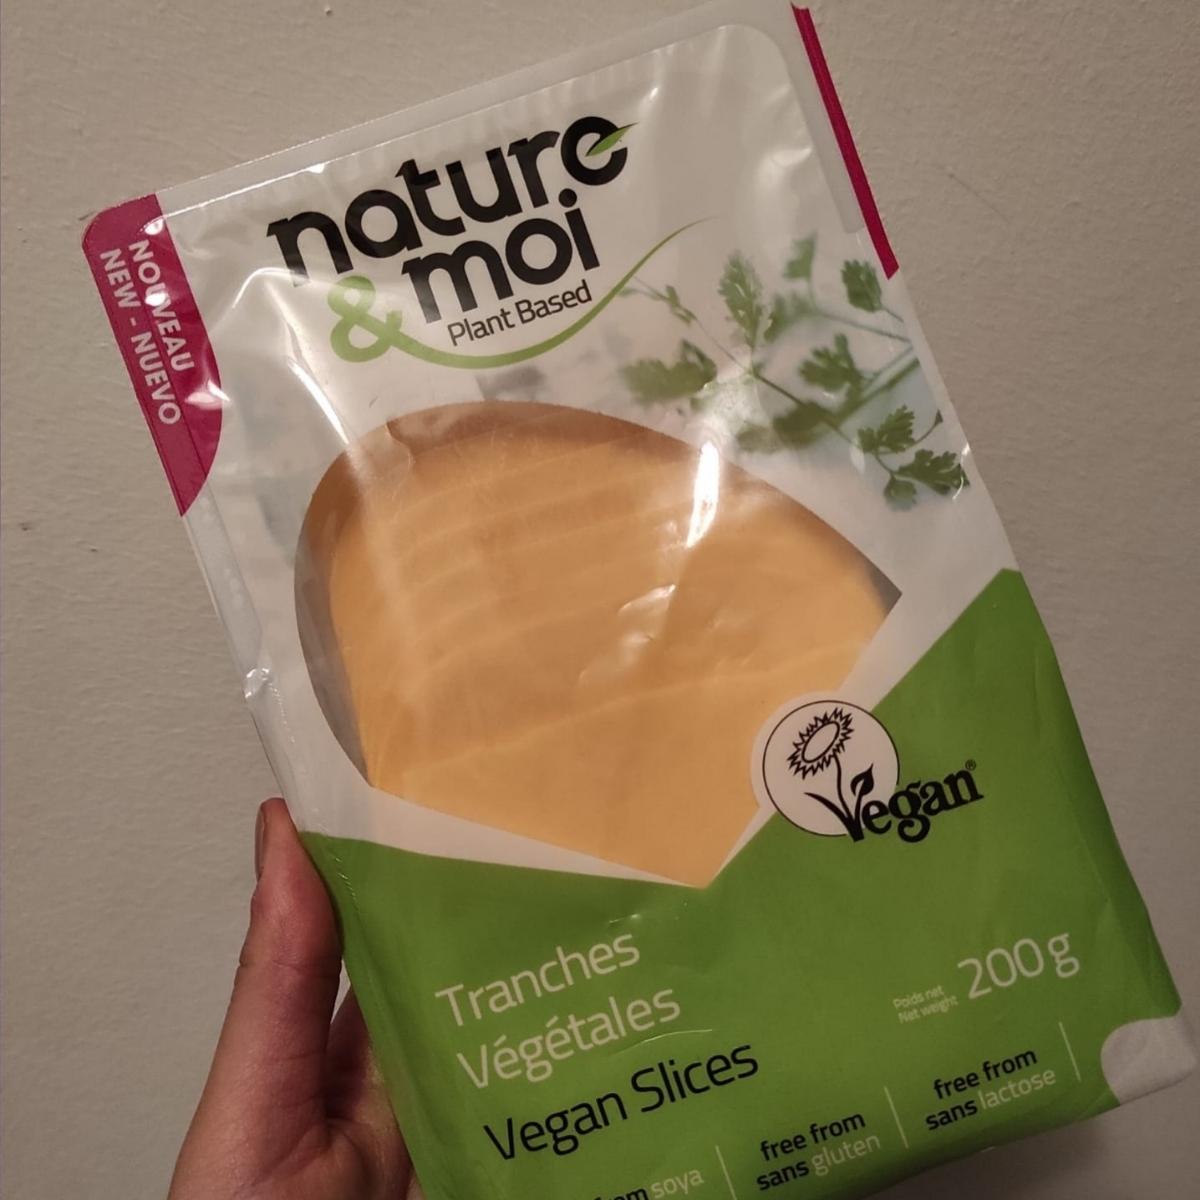 NOUVEAU
NEW - NUEVO
nature
& moi
Plant Based
Vegan®
Tranches
Végétales
Vegan Slices
Poids net
Net weight
200g
soya
free from
sans gluten
free from
sans lactose